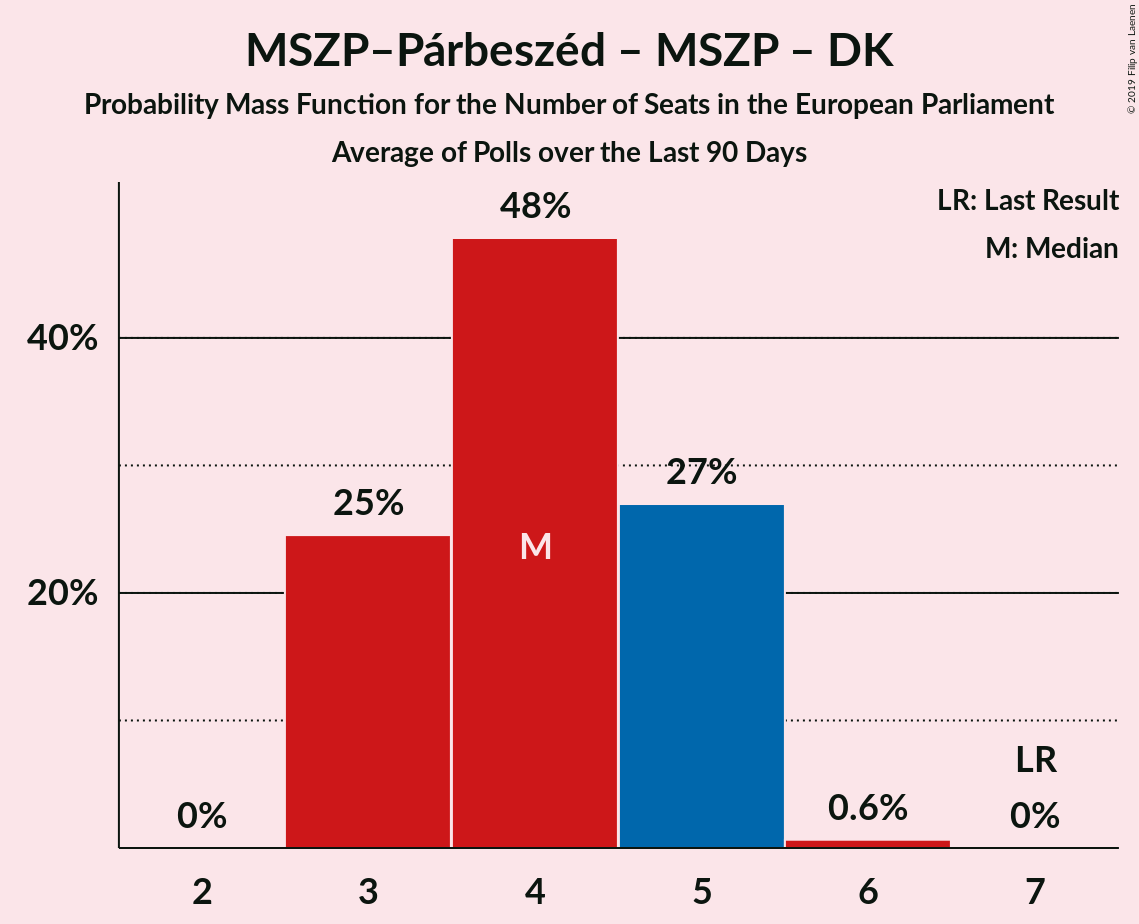 MSZP–Párbeszéd – MSZP – DK
Probability Mass Function for the Number of Seats in the European Parliament
Average of Polls over the Last 90 Days
© 2019 Filip van Laenen
LR: Last Result
M: Median
48%
40%
27%
25%
M
20%
LR
0%
0.6%
0%
2 3 4 5 6 7